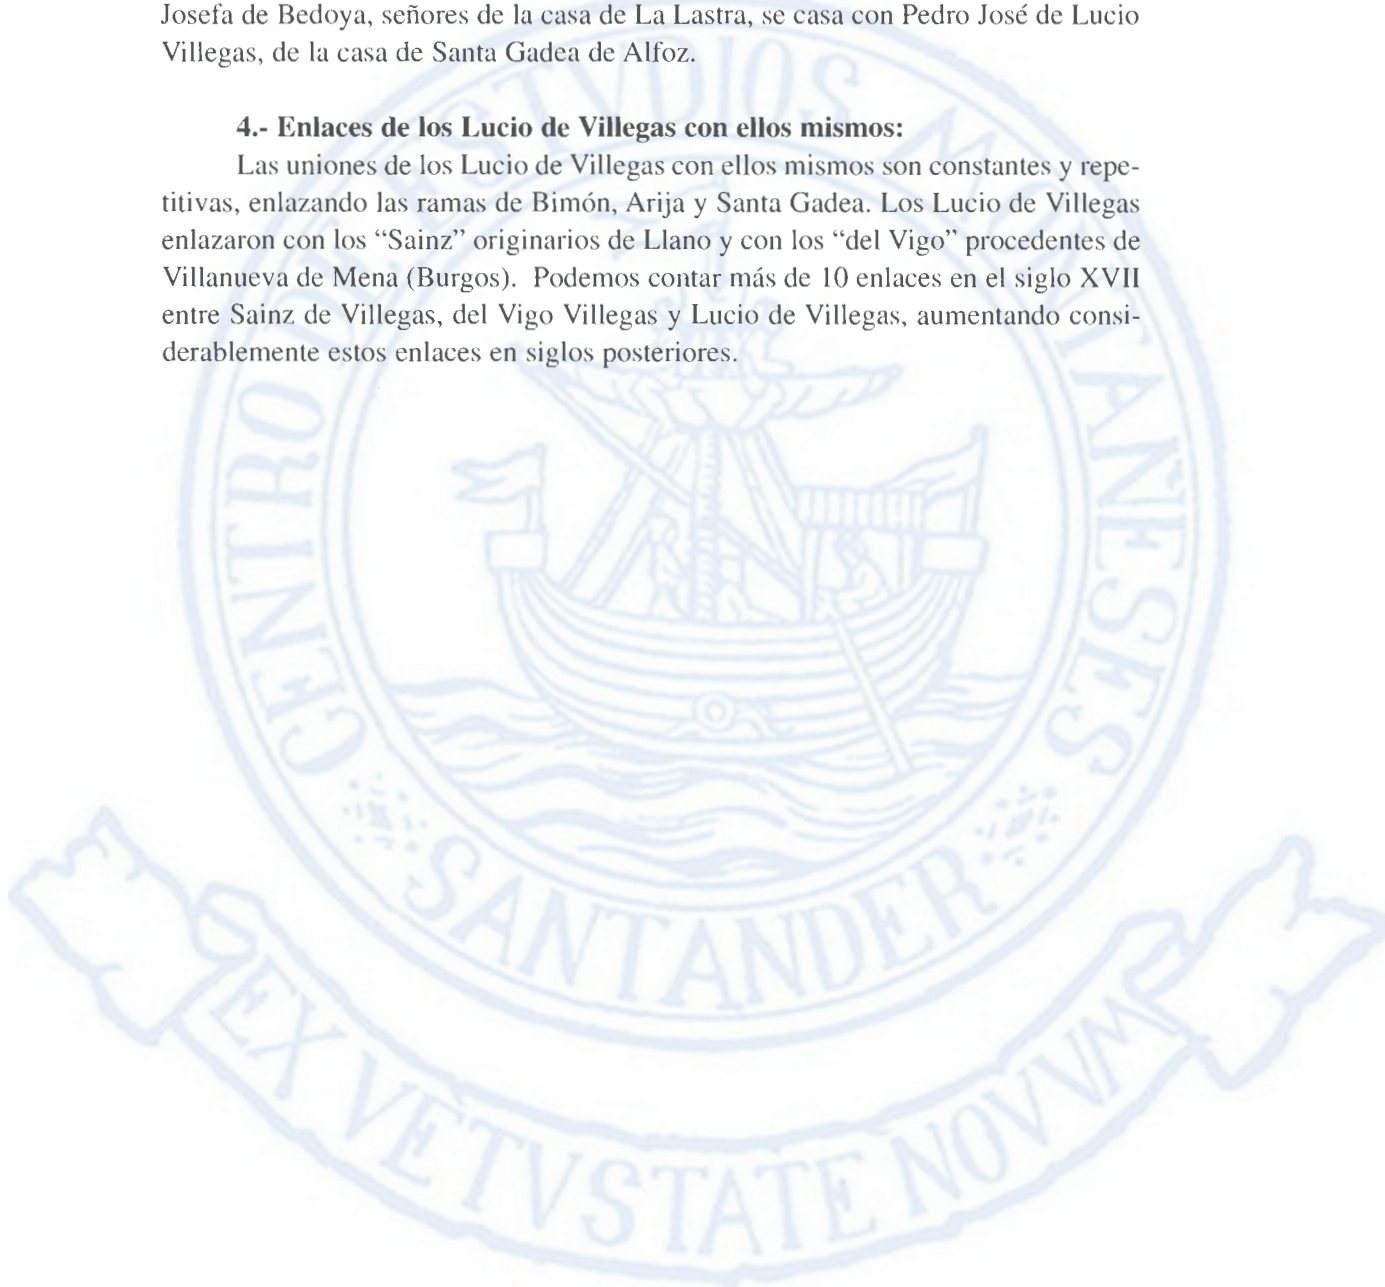 Josefa de Bedoya, señores de la casa de La Lastra, se casa con Pedro José de Lucio
Villegas, de la casa de Santa Gadea de Alfoz.
4.- Enlaces de los Lucio de Villegas con ellos mismos:
Las uniones de los Lucio de Villegas con ellos mismos son constantes y repe-
titivas, enlazando las ramas de Bimón, Arija y Santa Gadea. Los Lucio de Villegas
enlazaron con los “Sainz” originarios de Llano y con los “del Vigo” procedentes de
Villanueva de Mena (Burgos). Podemos contar más de 10 enlaces en el siglo XVII
entre Sainz de Villegas, del Vigo Villegas y Lucio de Villegas, aumentando consi-
derablemente estos enlaces en siglos posteriores.
CENTRO DE ESTVDIOS MONTAÑESES
SANTANDER
EX VETVSTATE NOVVM